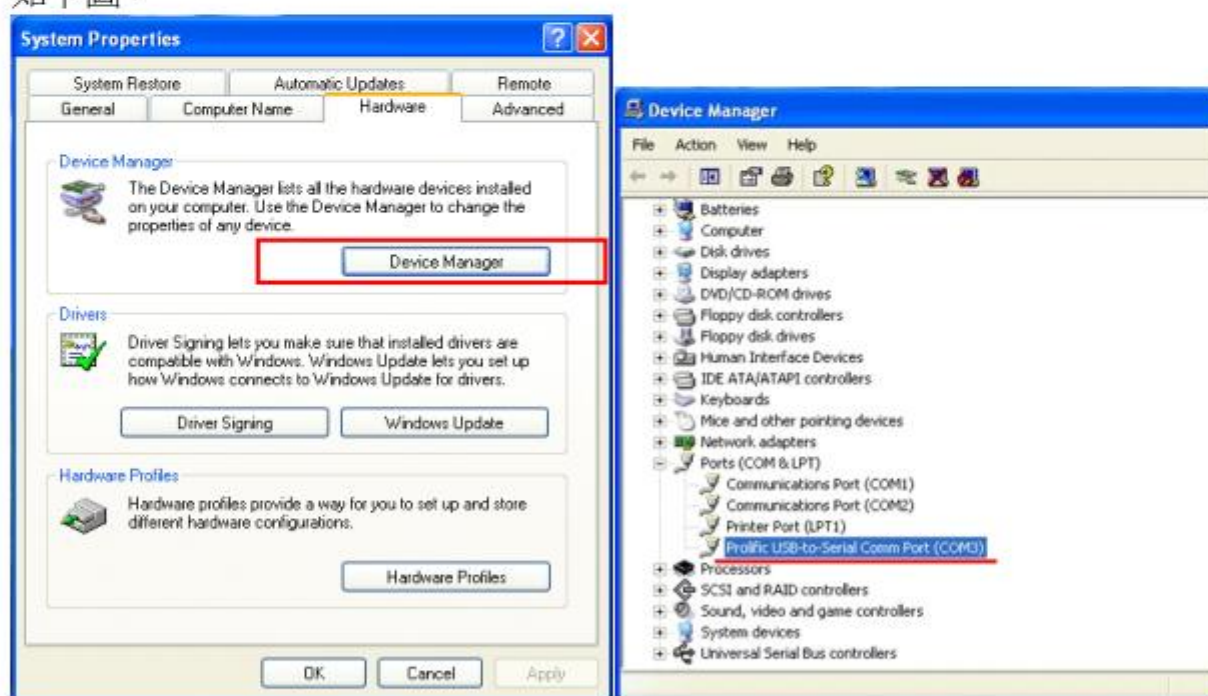 如下圖。
System Properties
System Restore
Automatic Updates
Remote
General
Computer Name
Hardware
Advanced
Device Manager
The Device Manager lists all the hardware devices installed
on your computer. Use the Device Manager to change the
properties of any device.
Device Manager
Drivers
Driver Signing lets you make sure that installed drivers are
compatible with Windows. Windows Update lets you set up
how Windows connects to Windows Update for drivers.
Driver Signing
Windows Update
Hardware Profiles
Hardware profiles provide a way for you to set up and store
different hardware configurations.
Hardware Profiles
OK
Cancel
Apply
Device Manager
File Action View Help
Batteries
Computer
Disk drives
Display adapters
DVD/CD-ROM drives
Floppy disk controllers
Floppy disk drives
Human Interface Devices
IDE ATA/ATAPI controllers
Keyboards
Mice and other pointing devices
Network adapters
Ports (COM & LPT)
Communications Port (COM1)
Communications Port (COM2)
Printer Port (LPT1)
Prolific USB-to-Serial Comm Port (COM3)
Processors
SCSI and RAID controllers
Sound, video and game controllers
System devices
Universal Serial Bus controllers